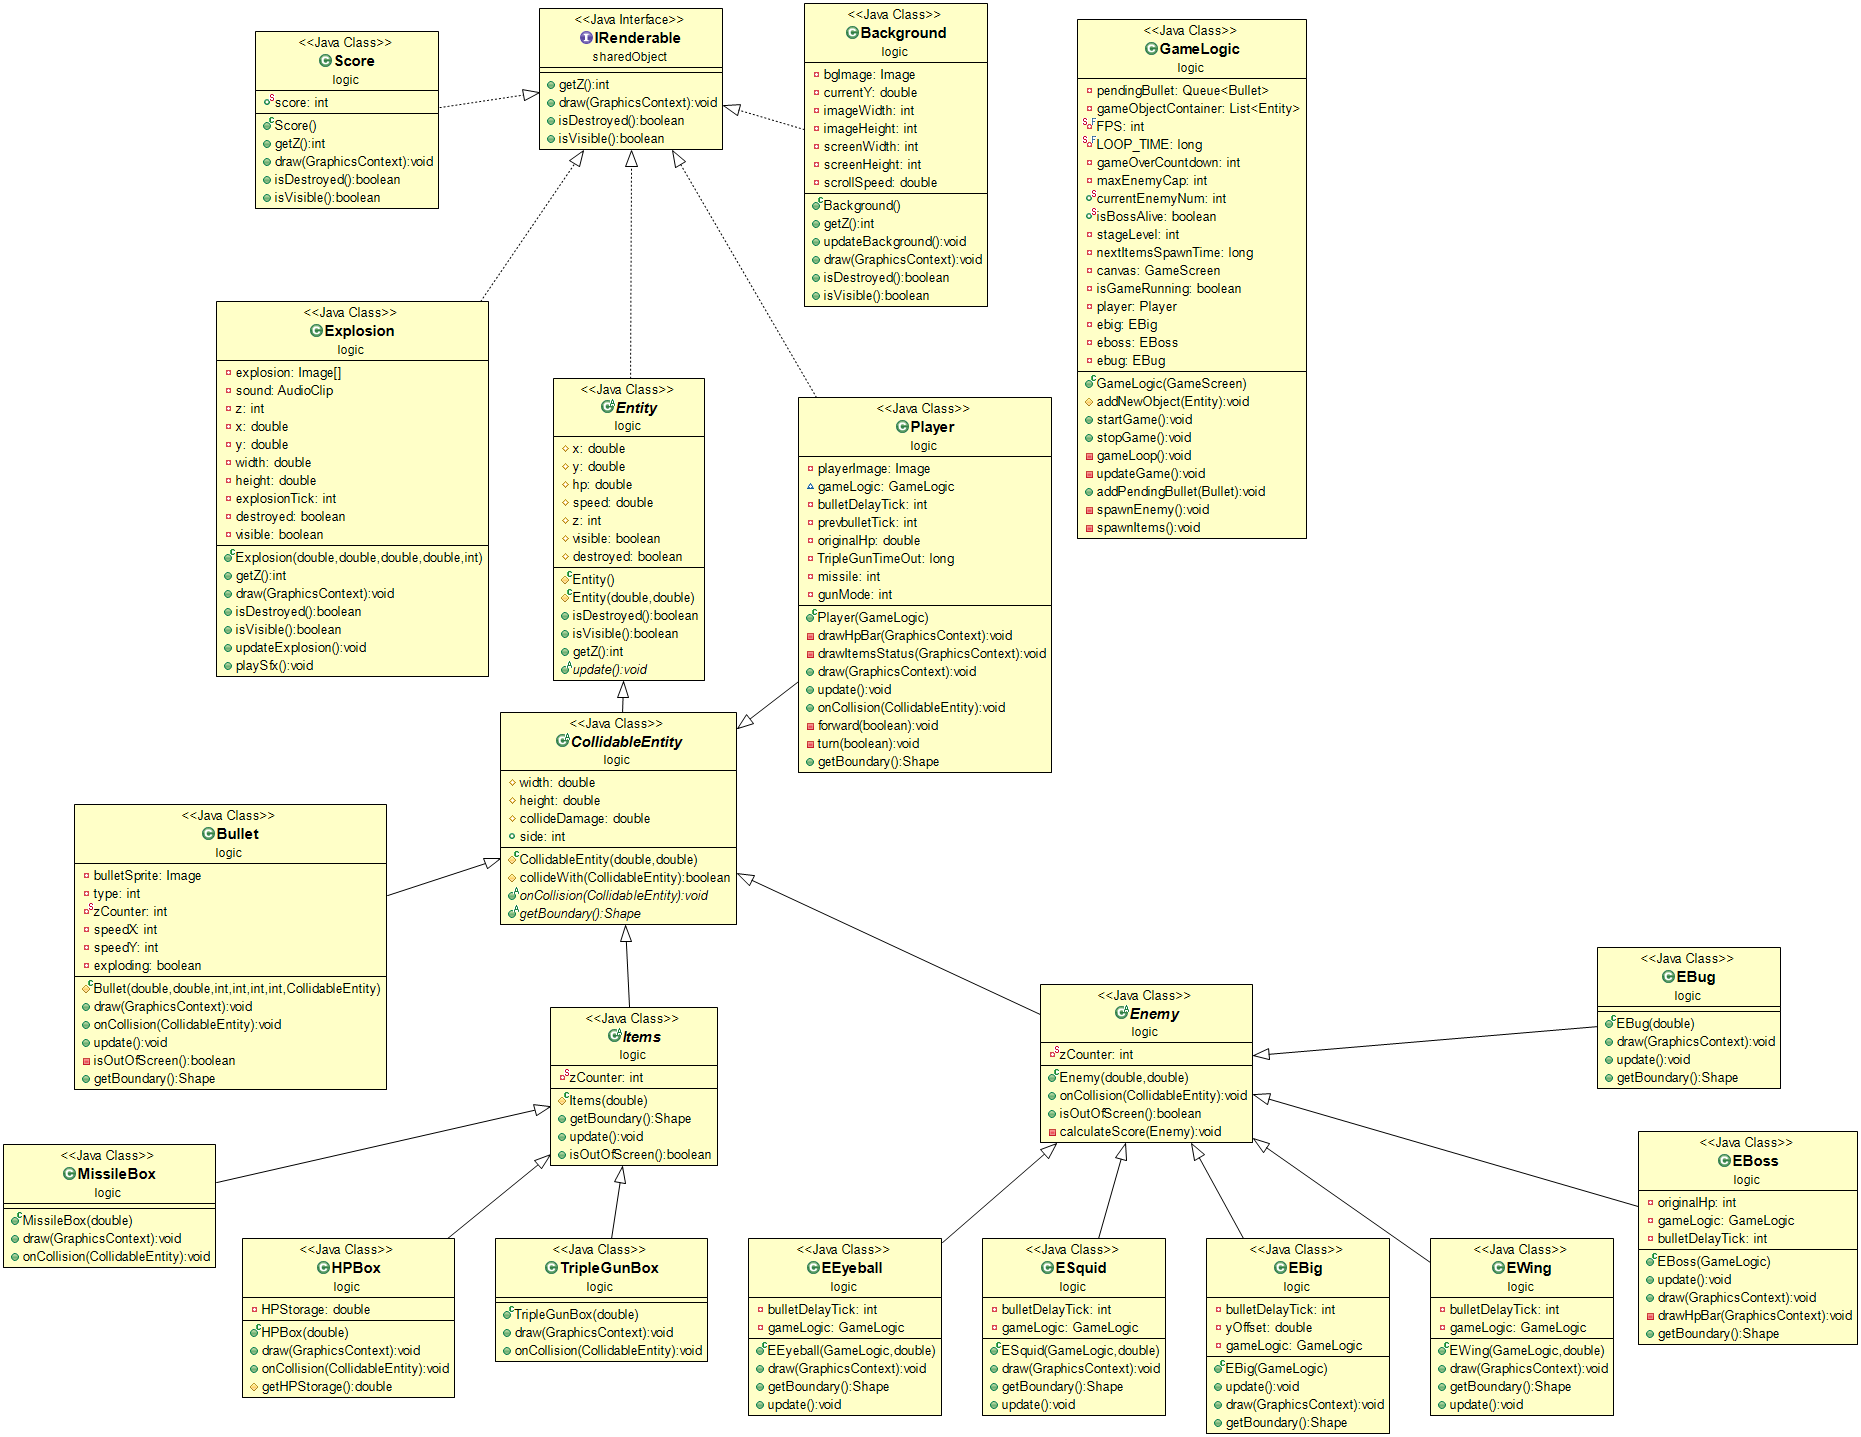 <<Java Class>>
Score
logic
score: int
Score()
getZ():int
draw(GraphicsContext):void
isDestroyed():boolean
isVisible():boolean
<<Java Interface>>
IRenderable
sharedObject
getZ():int
draw(GraphicsContext):void
isDestroyed():boolean
isVisible():boolean
<<Java Class>>
Background
logic
bgImage: Image
currentY: double
imageWidth: int
imageHeight: int
screenWidth: int
screenHeight: int
scrollSpeed: double
Background()
getZ():int
updateBackground():void
draw(GraphicsContext):void
isDestroyed():boolean
isVisible():boolean
<<Java Class>>
GameLogic
logic
pendingBullet: Queue<Bullet>
gameObjectContainer: List<Entity>
FPS: int
LOOP_TIME: long
gameOverCountdown: int
maxEnemyCap: int
currentEnemyNum: int
isBossAlive: boolean
stageLevel: int
nextItemsSpawnTime: long
canvas: GameScreen
isGameRunning: boolean
player: Player
ebig: EBig
eboss: EBoss
ebug: EBug
GameLogic(GameScreen)
addNewObject(Entity):void
startGame():void
stopGame():void
gameLoop():void
updateGame():void
addPendingBullet(Bullet):void
spawnEnemy():void
spawnItems():void
<<Java Class>>
Explosion
logic
explosion: Image[]
sound: AudioClip
z: int
x: double
y: double
width: double
height: double
explosionTick: int
destroyed: boolean
visible: boolean
Explosion(double,double,double,double,int)
getZ():int
draw(GraphicsContext):void
isDestroyed():boolean
isVisible():boolean
updateExplosion():void
playSfx():void
<<Java Class>>
Entity
logic
x: double
y: double
hp: double
speed: double
z: int
visible: boolean
destroyed: boolean
Entity()
Entity(double,double)
isDestroyed():boolean
isVisible():boolean
getZ():int
update():void
<<Java Class>>
Player
logic
playerImage: Image
gameLogic: GameLogic
bulletDelayTick: int
prevbulletTick: int
originalHp: double
TripleGunTimeOut: long
missile: int
gunMode: int
Player(GameLogic)
drawHpBar(GraphicsContext):void
drawItemsStatus(GraphicsContext):void
draw(GraphicsContext):void
update():void
onCollision(CollidableEntity):void
forward(boolean):void
turn(boolean):void
getBoundary():Shape
<<Java Class>>
CollidableEntity
logic
width: double
height: double
collideDamage: double
side: int
CollidableEntity(double,double)
collideWith(CollidableEntity):boolean
onCollision(CollidableEntity):void
getBoundary():Shape
<<Java Class>>
Bullet
logic
bulletSprite: Image
type: int
zCounter: int
speedX: int
speedY: int
exploding: boolean
Bullet(double,double,int,int,int,int,CollidableEntity)
draw(GraphicsContext):void
onCollision(CollidableEntity):void
update():void
isOutOfScreen():boolean
getBoundary():Shape
<<Java Class>>
Items
logic
zCounter: int
Items(double)
getBoundary():Shape
update():void
isOutOfScreen():boolean
<<Java Class>>
Enemy
logic
zCounter: int
Enemy(double,double)
onCollision(CollidableEntity):void
isOutOfScreen():boolean
calculateScore(Enemy):void
<<Java Class>>
EBug
logic
EBug(double)
draw(GraphicsContext):void
update():void
getBoundary():Shape
<<Java Class>>
MissileBox
logic
MissileBox(double)
draw(GraphicsContext):void
onCollision(CollidableEntity):void
<<Java Class>>
EBoss
logic
originalHp: int
gameLogic: GameLogic
bulletDelayTick: int
EBoss(GameLogic)
update():void
draw(GraphicsContext):void
drawHpBar(GraphicsContext):void
getBoundary():Shape
<<Java Class>>
HPBox
logic
HPStorage: double
HPBox(double)
draw(GraphicsContext):void
onCollision(CollidableEntity):void
getHPStorage():double
<<Java Class>>
TripleGunBox
logic
TripleGunBox(double)
draw(GraphicsContext):void
onCollision(CollidableEntity):void
<<Java Class>>
EEyeball
logic
bulletDelayTick: int
gameLogic: GameLogic
EEyeball(GameLogic,double)
draw(GraphicsContext):void
getBoundary():Shape
update():void
<<Java Class>>
ESquid
logic
bulletDelayTick: int
gameLogic: GameLogic
ESquid(GameLogic,double)
draw(GraphicsContext):void
getBoundary():Shape
update():void
<<Java Class>>
EBig
logic
bulletDelayTick: int
yOffset: double
gameLogic: GameLogic
EBig(GameLogic)
update():void
draw(GraphicsContext):void
getBoundary():Shape
<<Java Class>>
EWing
logic
bulletDelayTick: int
gameLogic: GameLogic
EWing(GameLogic,double)
draw(GraphicsContext):void
getBoundary():Shape
update():void